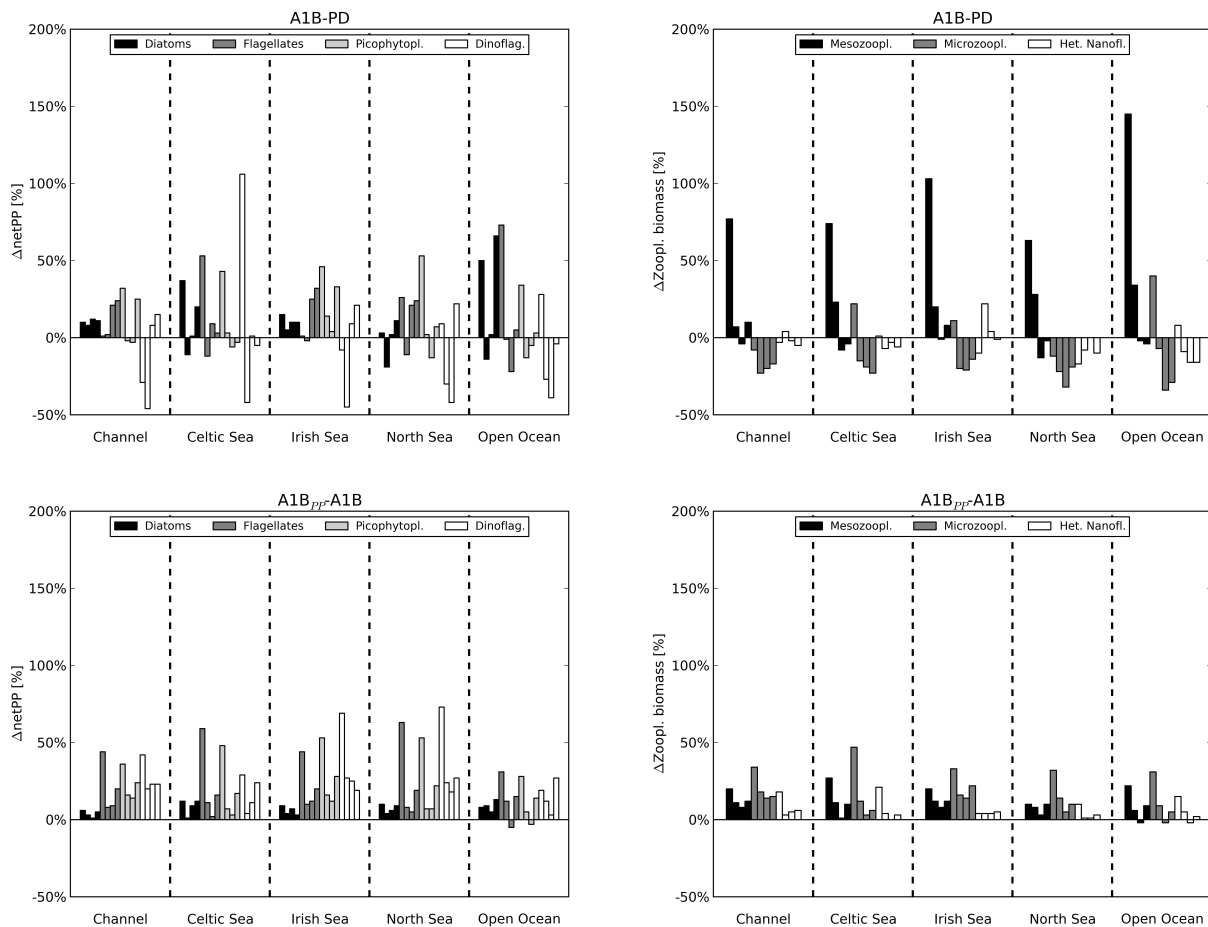 A1B-PD
Diatoms Flagellates Picophytopl. Dinoflag.
200%
150%
100%
50%
0%
-50%
ΔnetPP [%]
Channel Celtic Sea Irish Sea North Sea Open Ocean
A1B-PD
Mesozoopl. Microzoopl. Het. Nanofl.
200%
150%
100%
50%
0%
-50%
ΔZoopl. biomass [%]
Channel Celtic Sea Irish Sea North Sea Open Ocean
A1B_PP-A1B
Diatoms Flagellates Picophytopl. Dinoflag.
200%
150%
100%
50%
0%
-50%
ΔnetPP [%]
Channel Celtic Sea Irish Sea North Sea Open Ocean
A1B_PP-A1B
Mesozoopl. Microzoopl. Het. Nanofl.
200%
150%
100%
50%
0%
-50%
ΔZoopl. biomass [%]
Channel Celtic Sea Irish Sea North Sea Open Ocean